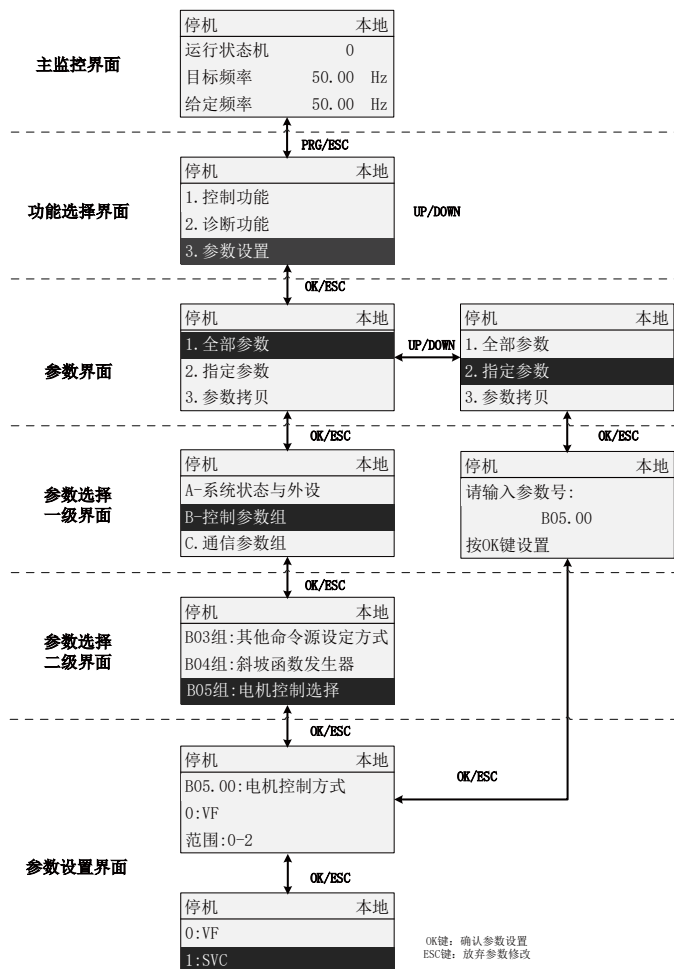 停机 本地
运行状态机 0
目标频率 50.00 Hz
给定频率 50.00 Hz
主监控界面
PRG/ESC
停机 本地
1.控制功能
2.诊断功能
3.参数设置
功能选择界面
UP/DOWN
OK/ESC
停机 本地
1.全部参数
2.指定参数
3.参数拷贝
参数界面
UP/DOWN
停机 本地
1.全部参数
2.指定参数
3.参数拷贝
OK/ESC
OK/ESC
停机 本地
A-系统状态与外设
B-控制参数组
C.通信参数组
参数选择
一级界面
停机 本地
请输入参数号:
B05.00
按OK键设置
OK/ESC
停机 本地
B03组:其他命令源设定方式
B04组:斜坡函数发生器
B05组:电机控制选择
参数选择
二级界面
OK/ESC
停机 本地
B05.00:电机控制方式
0:VF
范围:0-2
OK/ESC
参数设置界面
OK/ESC
停机 本地
0:VF
1:SVC
OK键: 确认参数设置
ESC键: 放弃参数修改